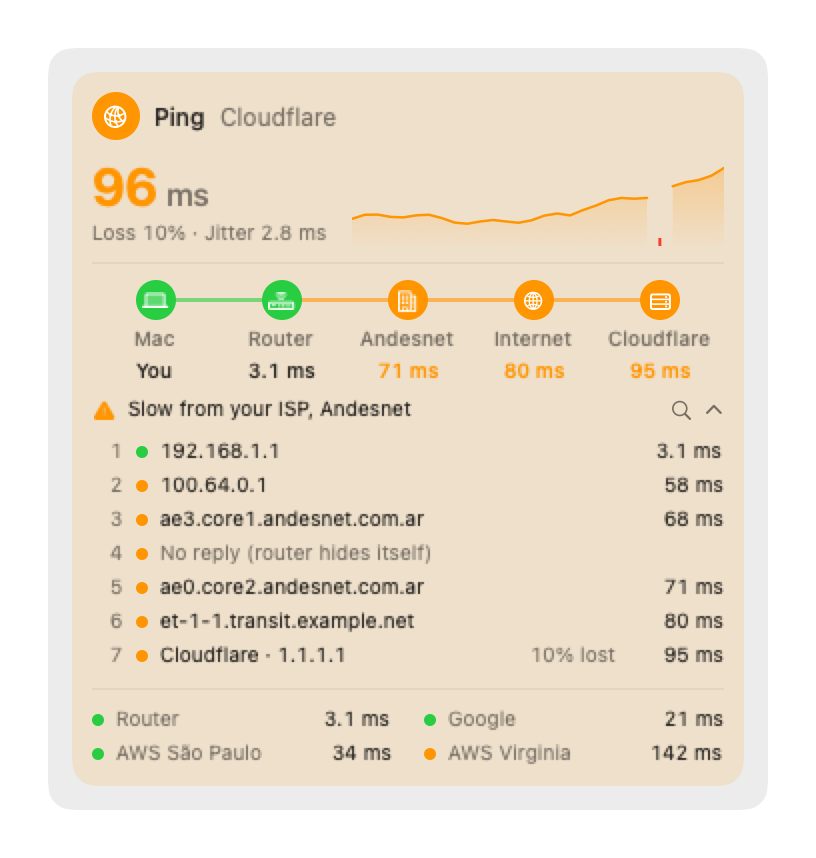 Ping Cloudflare
96 ms
Loss 10% · Jitter 2.8 ms
Mac Router Andesnet Internet Cloudflare
You 3.1 ms 71 ms 80 ms 95 ms
Slow from your ISP, Andesnet
1 192.168.1.1 3.1 ms
2 100.64.0.1 58 ms
3 ae3.core1.andesnet.com.ar 68 ms
4 No reply (router hides itself)
5 ae0.core2.andesnet.com.ar 71 ms
6 et-1-1.transit.example.net 80 ms
7 Cloudflare · 1.1.1.1 10% lost 95 ms
Router 3.1 ms Google 21 ms
AWS São Paulo 34 ms AWS Virginia 142 ms